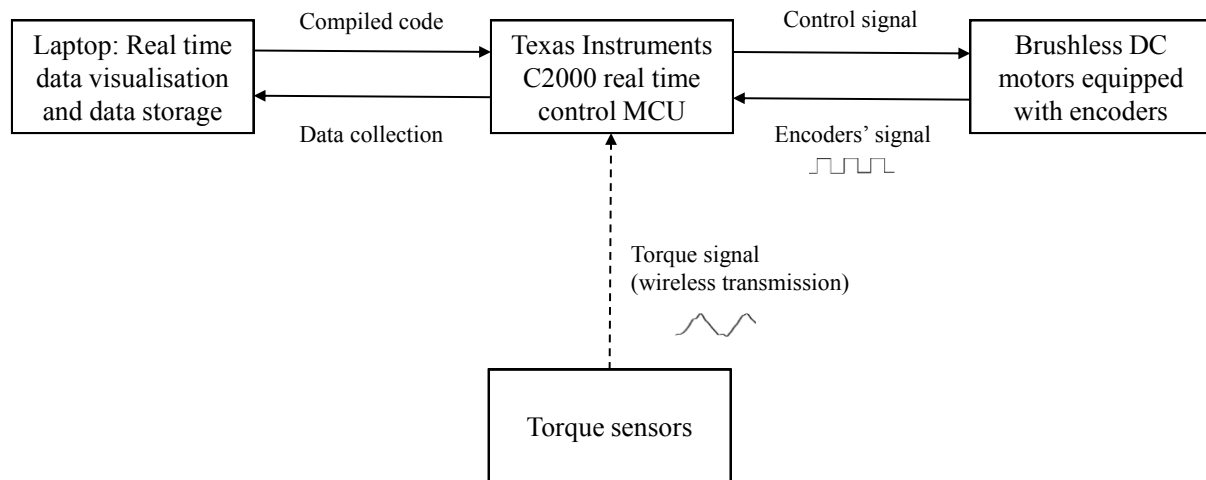 Compiled code
Control signal
Laptop: Real time
data visualisation
and data storage
Texas Instruments
C2000 real time
control MCU
Brushless DC
motors equipped
with encoders
Data collection
Encoders’ signal
Torque signal
(wireless transmission)
Torque sensors